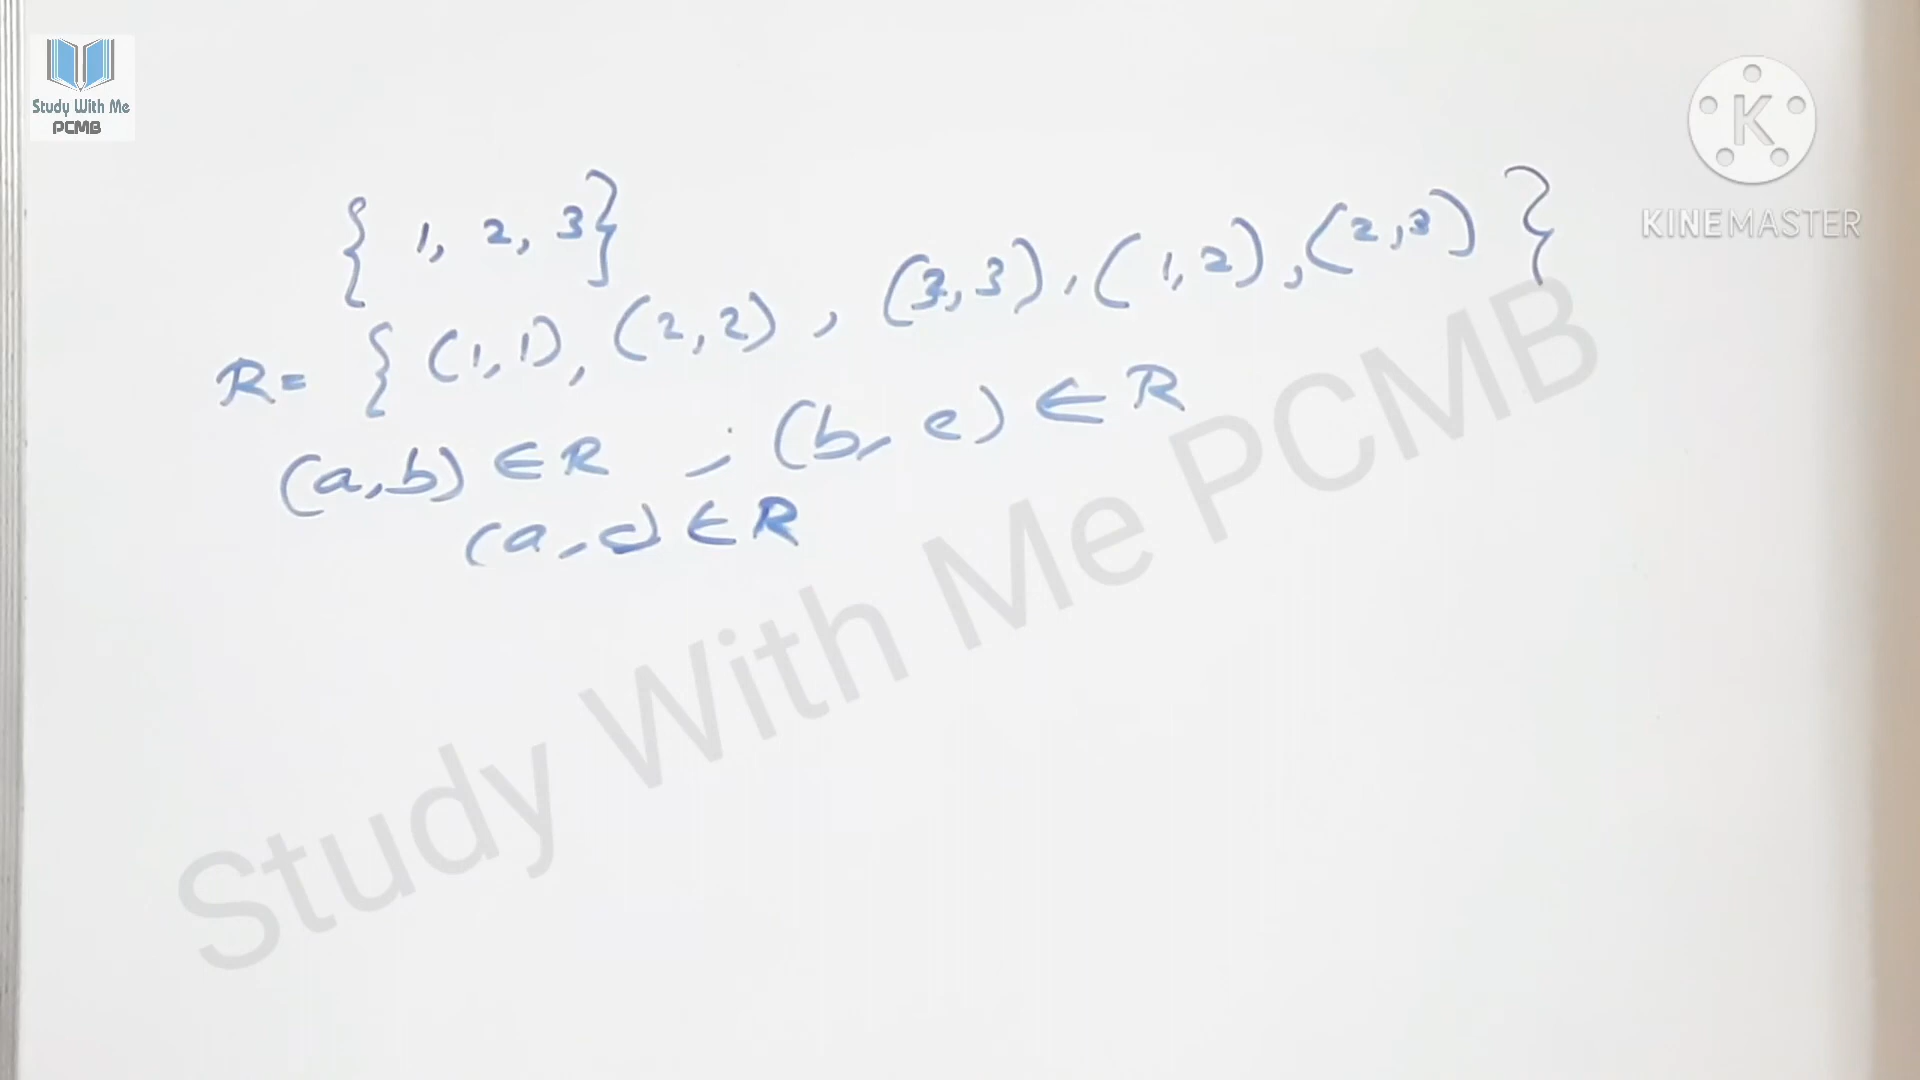 Study With Me
PCMB
KINEMASTER
{ 1, 2, 3}
R = { (1,1), (2,2) , (3,3), (1,2), (2,3) }
(a,b) ∈ R , (b, c) ∈ R
(a, c) ∈ R
Study With Me PCMB